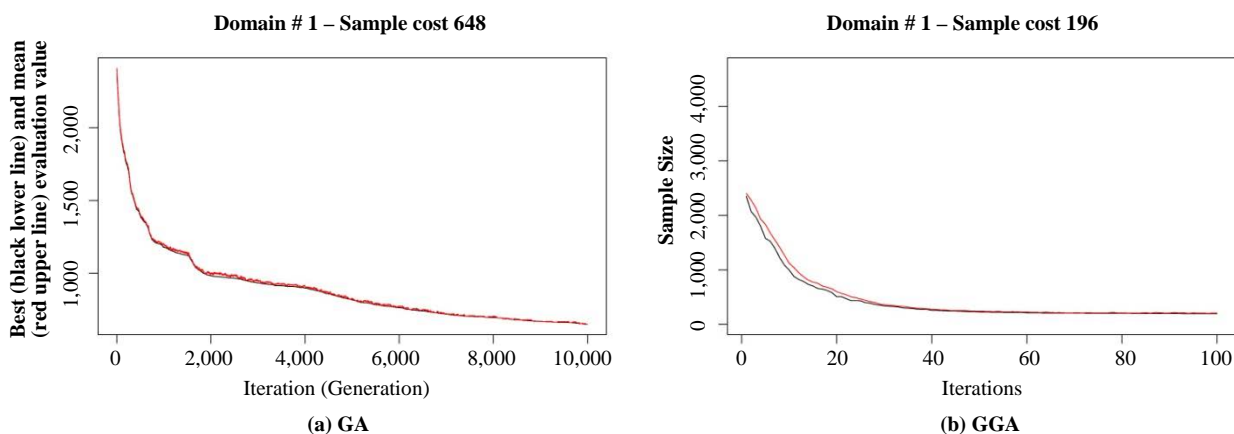 Domain # 1 – Sample cost 648
Best (black lower line) and mean
(red upper line) evaluation value
2,000
1,500
1,000
0 2,000 4,000 6,000 8,000 10,000
Iteration (Generation)
(a) GA
Domain # 1 – Sample cost 196
Sample Size
4,000
3,000
2,000
1,000
0
0 20 40 60 80 100
Iterations
(b) GGA